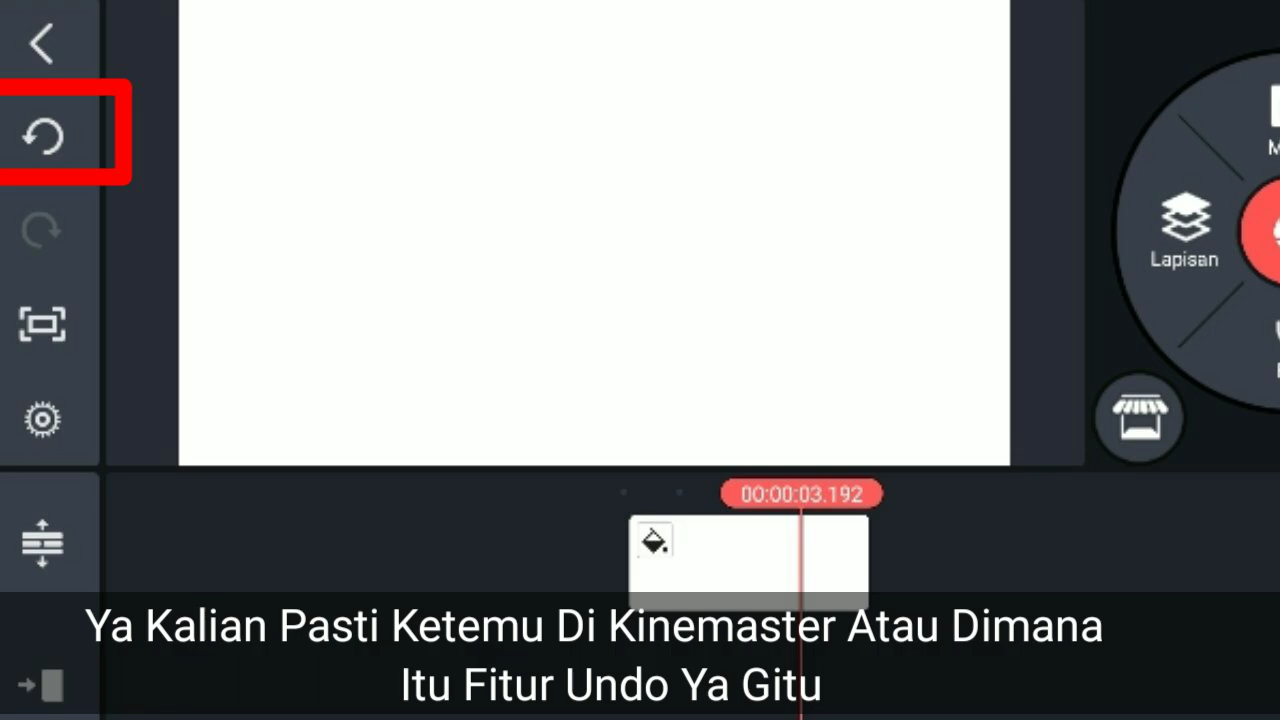 Lapisan
00:00:03.192
Ya Kalian Pasti Ketemu Di Kinemaster Atau Dimana
Itu Fitur Undo Ya Gitu